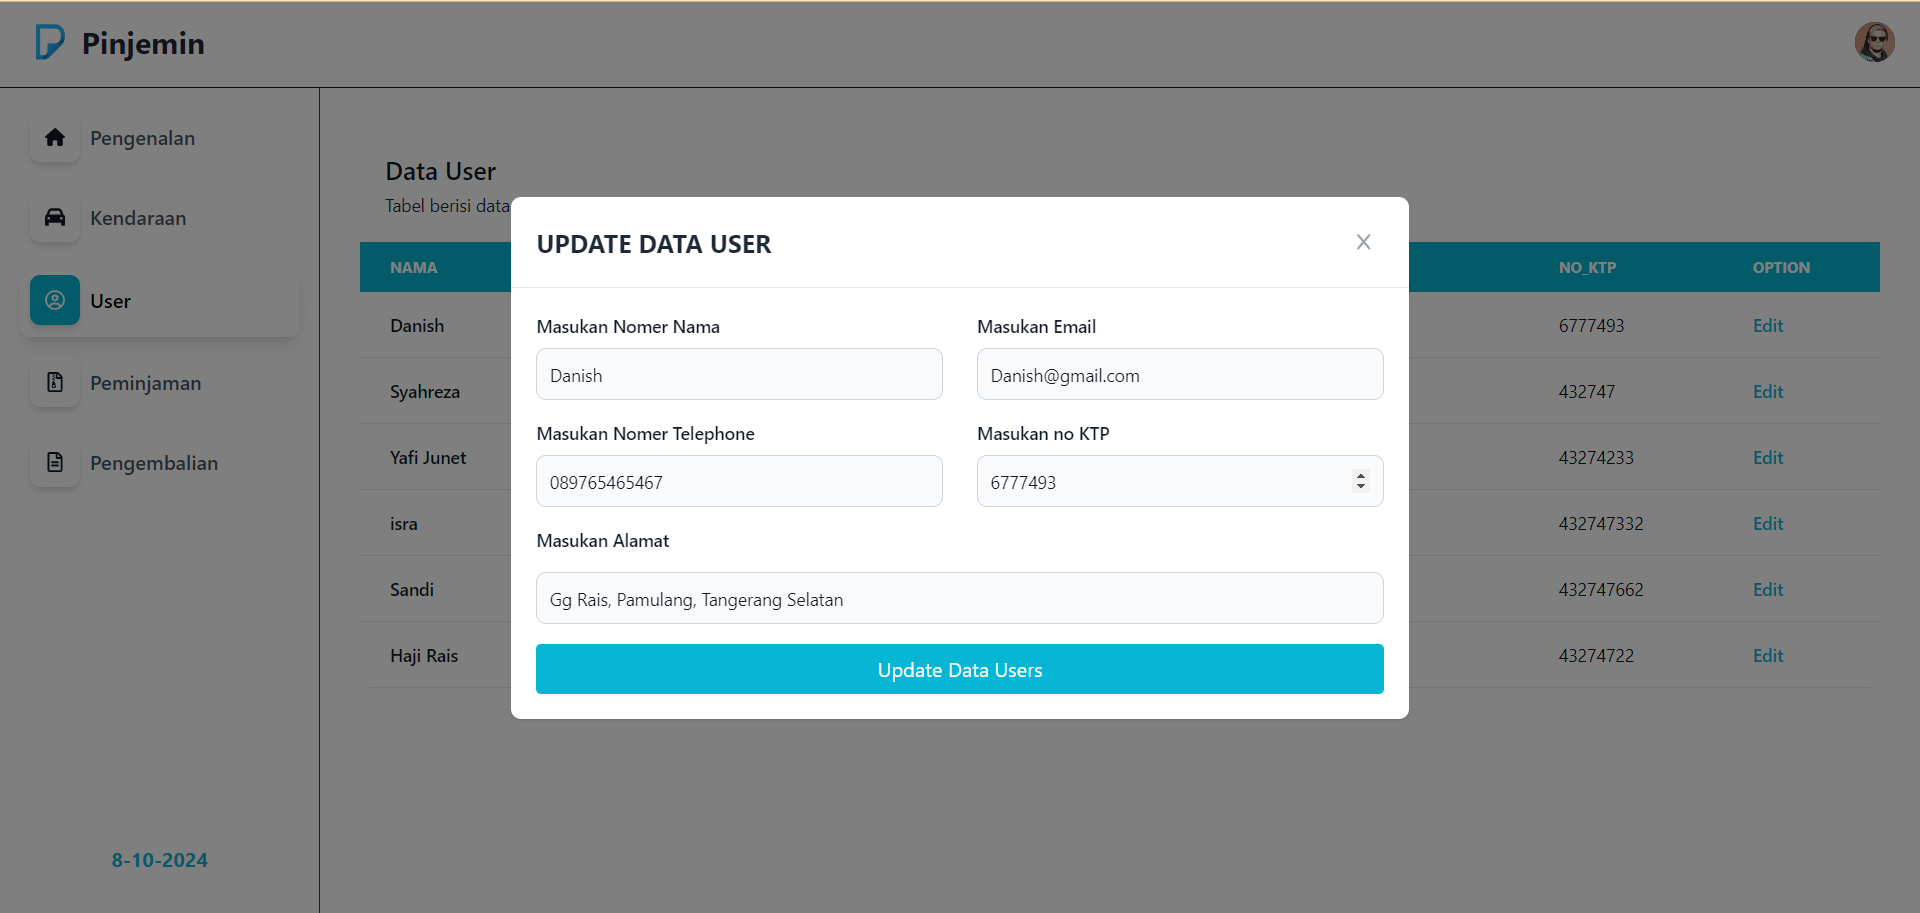 Pinjemin
Pengenalan
Kendaraan
User
Peminjaman
Pengembalian
8-10-2024
Data User
Tabel berisi data
NAMA NO_KTP OPTION
Danish 6777493 Edit
Syahreza 432747 Edit
Yafi Junet 43274233 Edit
isra 432747332 Edit
Sandi 432747662 Edit
Haji Rais 43274722 Edit
UPDATE DATA USER
Masukan Nomer Nama
Danish
Masukan Email
Danish@gmail.com
Masukan Nomer Telephone
089765465467
Masukan no KTP
6777493
Masukan Alamat
Gg Rais, Pamulang, Tangerang Selatan
Update Data Users